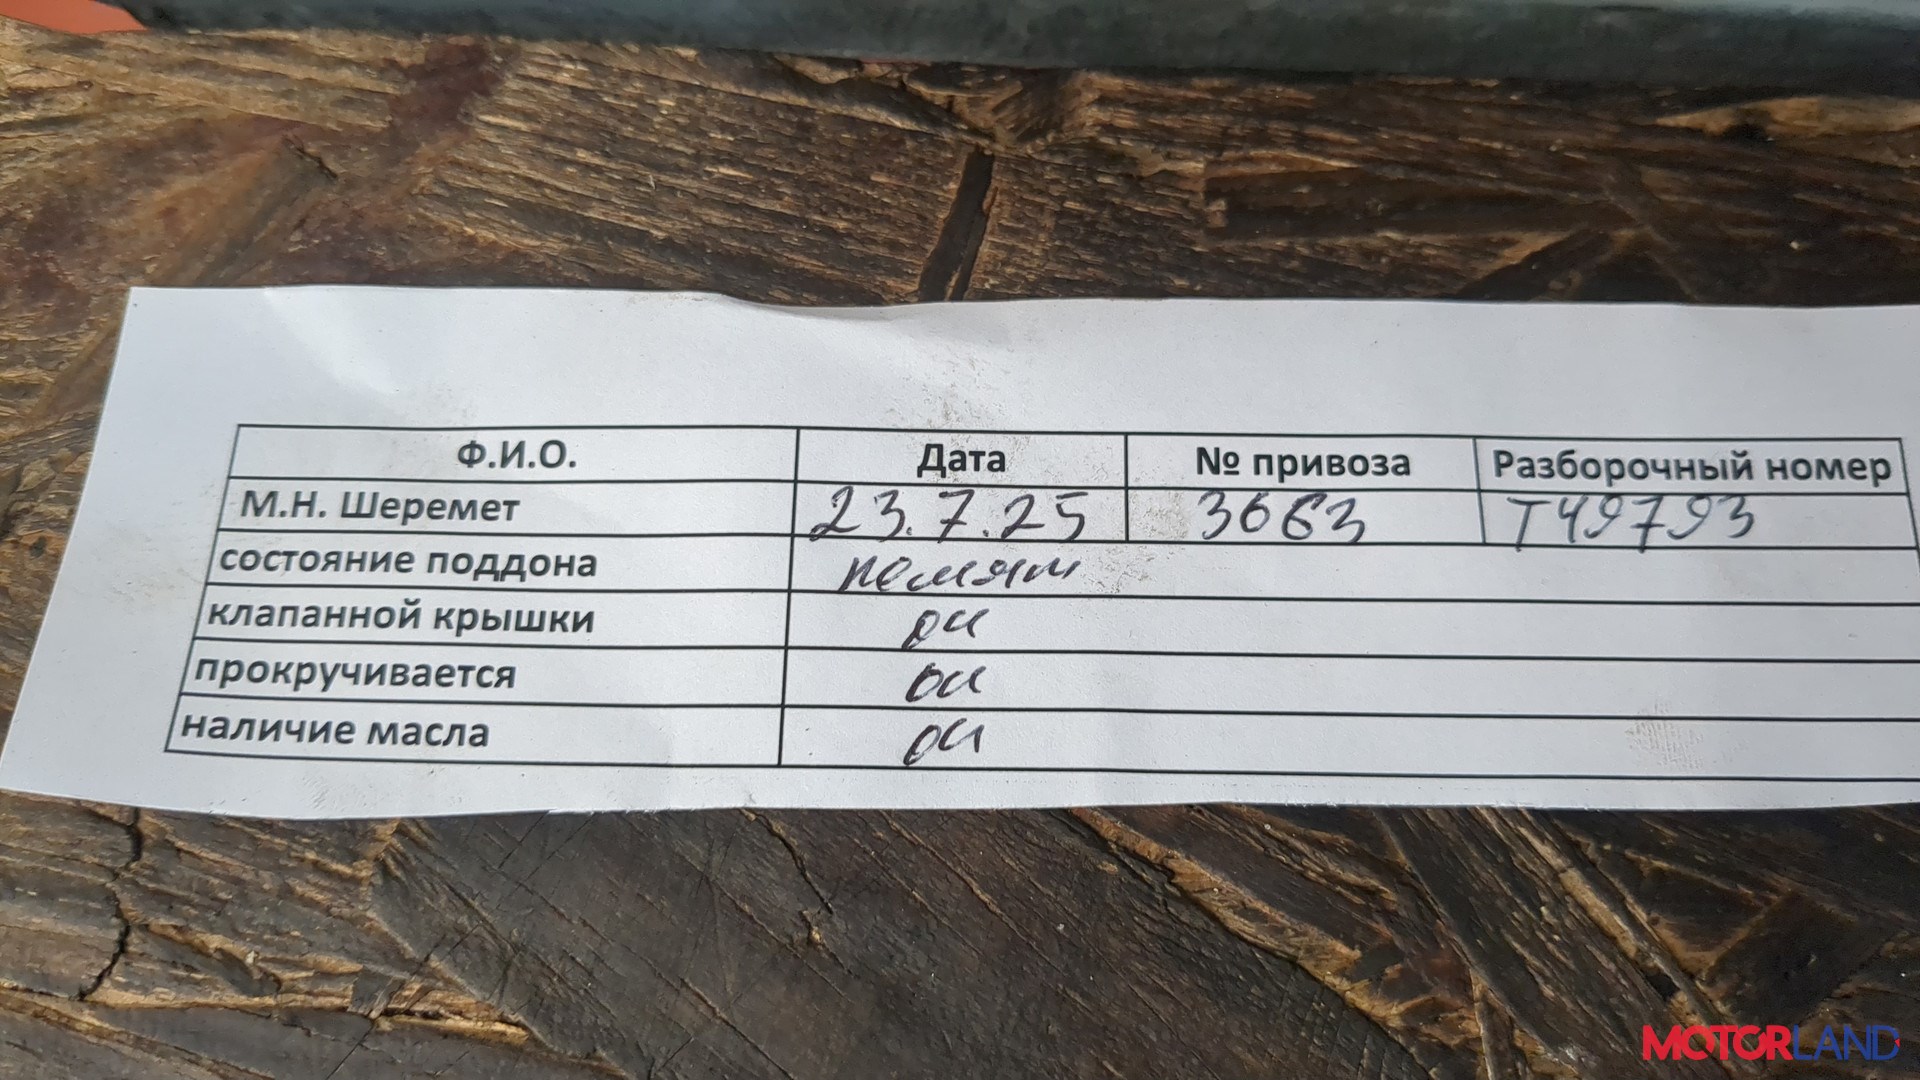 Ф.И.О. Дата № привоза Разборочный номер
М.Н. Шеремет 23.7.25 3663 Т49793
состояние поддона помят
клапанной крышки ок
прокручивается ок
наличие масла ок
MOTORLAND